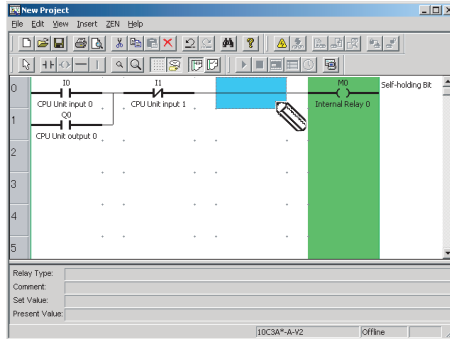 New Project
File Edit View Insert ZEN Help
0 I0 I1 M0 Self-holding Bit
CPU Unit input 0 CPU Unit input 1 Internal Relay 0
1 Q0
CPU Unit output 0
2
3
4
5
Relay Type:
Comment:
Set Value:
Present Value:
10C3A*-A-V2 Offline